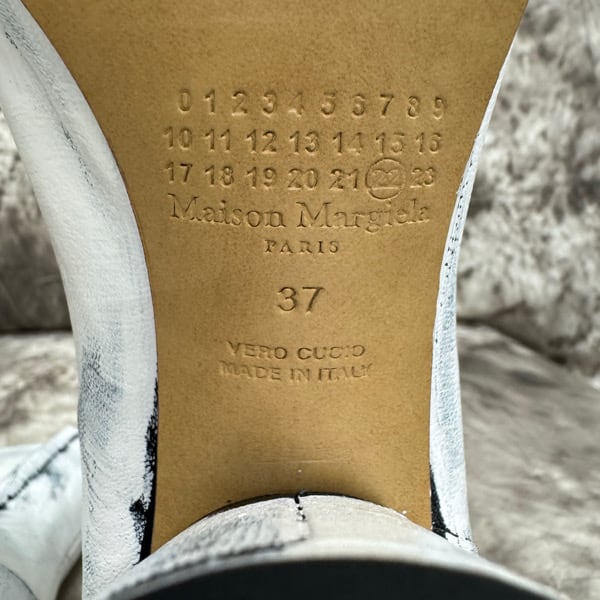 0 1 2 3 4 5 6 7 8 9
10 11 12 13 14 15 16
17 18 19 20 21 22 23
Maison Margiela
PARIS
37
VERO CUOIO
MADE IN ITALY